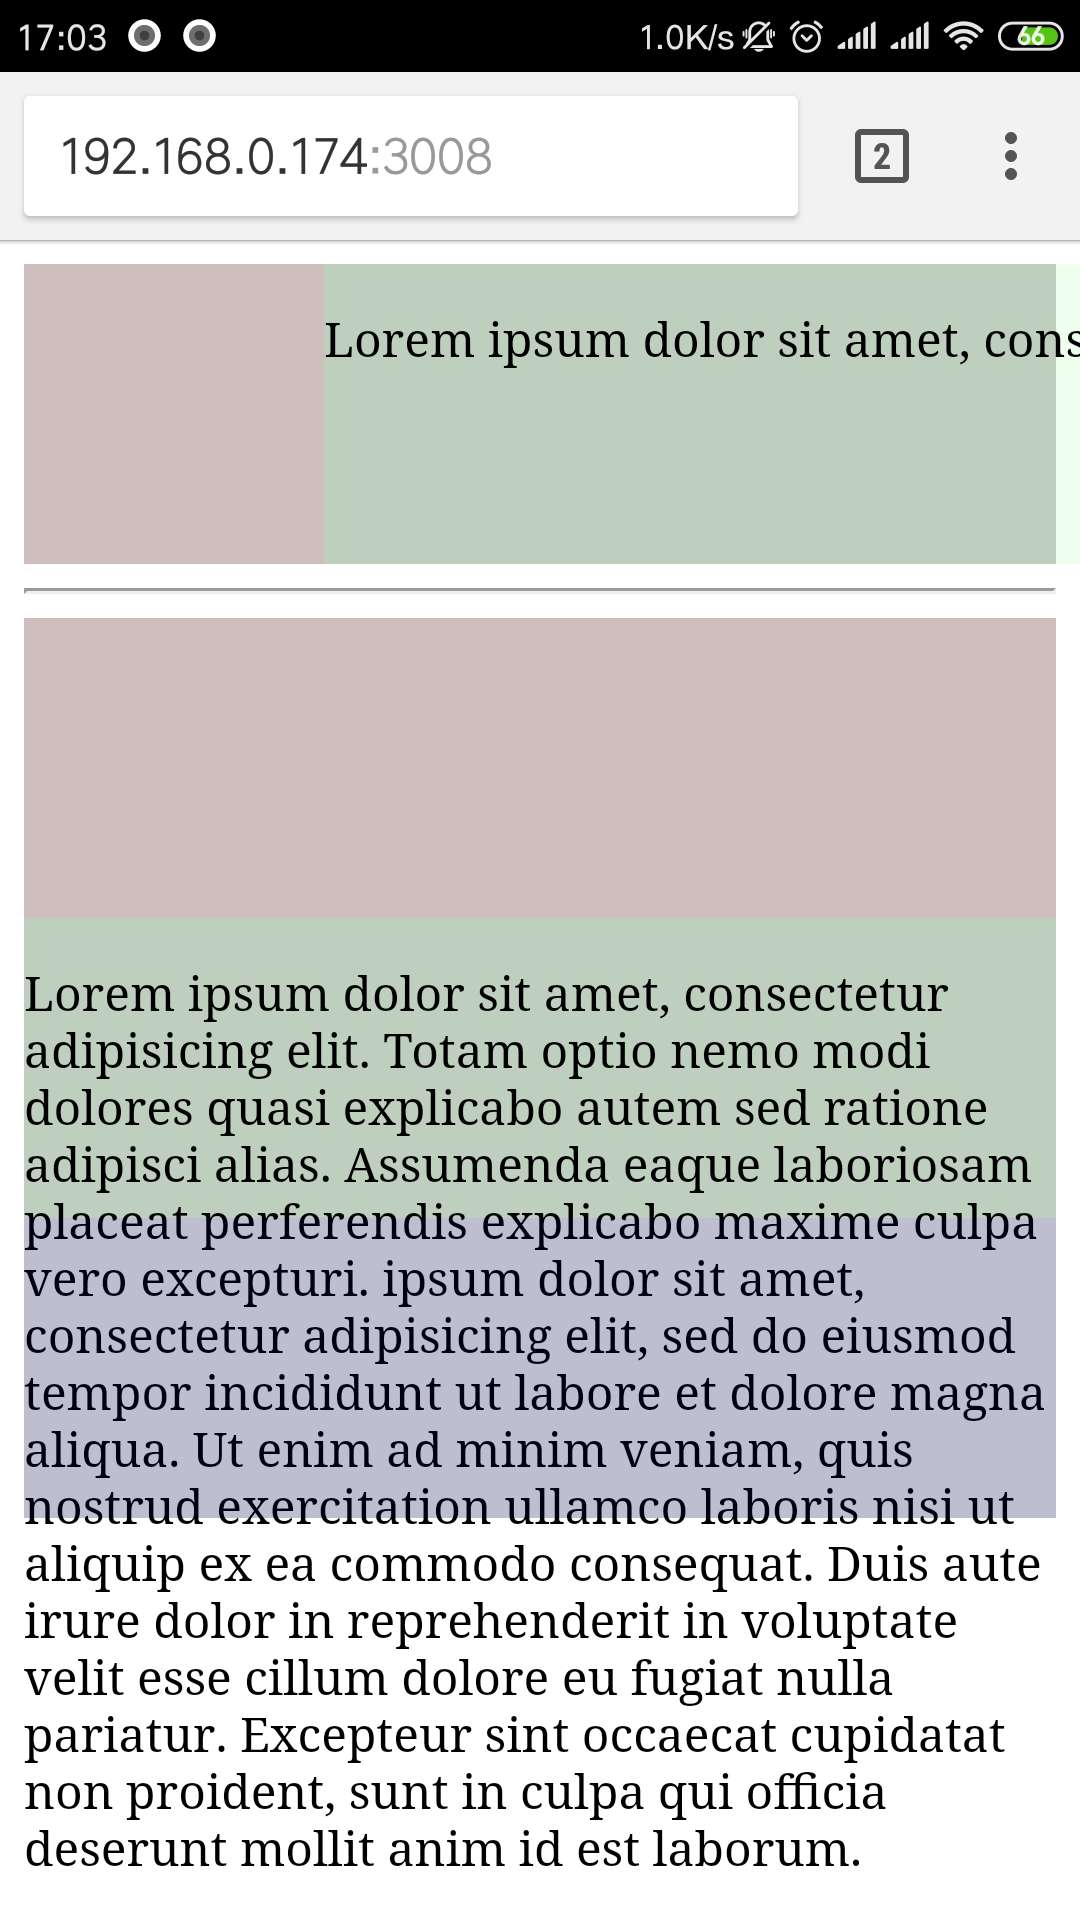 17:03 1.0K/s 66
192.168.0.174:3008 2
Lorem ipsum dolor sit amet, cons
Lorem ipsum dolor sit amet, consectetur
adipisicing elit. Totam optio nemo modi
dolores quasi explicabo autem sed ratione
adipisci alias. Assumenda eaque laboriosam
placeat perferendis explicabo maxime culpa
vero excepturi. ipsum dolor sit amet,
consectetur adipisicing elit, sed do eiusmod
tempor incididunt ut labore et dolore magna
aliqua. Ut enim ad minim veniam, quis
nostrud exercitation ullamco laboris nisi ut
aliquip ex ea commodo consequat. Duis aute
irure dolor in reprehenderit in voluptate
velit esse cillum dolore eu fugiat nulla
pariatur. Excepteur sint occaecat cupidatat
non proident, sunt in culpa qui officia
deserunt mollit anim id est laborum.